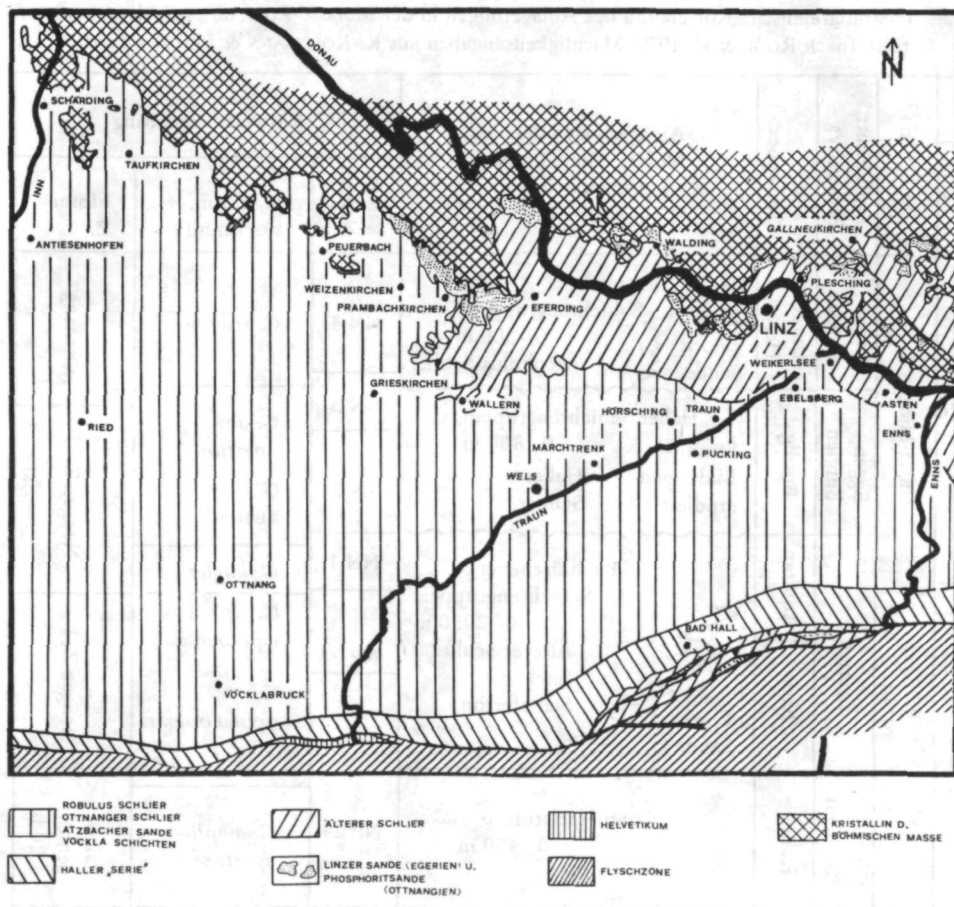 DONAU
N
SCHÄRDING
TAUFKIRCHEN
INN
ANTIESENHOFEN
PEUERBACH
WALDING
GALLNEUKIRCHEN
WEIZENKIRCHEN
PRAMBACHKIRCHEN
EFERDING
PLESCHING
LINZ
WEIKERLSEE
GRIESKIRCHEN
WALLERN
HÖRSCHING
TRAUN
EBELSBERG
ASTEN
RIED
ENNS
MARCHTRENK
PUCKING
WELS
TRAUN
ENNS
OTTNANG
BAD HALL
VÖCKLABRUCK
ROBULUS SCHLIER
OTTNANGER SCHLIER
ATZBACHER SANDE
VÖCKLA SCHICHTEN
HALLER „SERIE"
ÄLTERER SCHLIER
LINZER SANDE (EGERIEN) U.
PHOSPHORITSANDE
(OTTNANGIEN)
HELVETIKUM
FLYSCHZONE
KRISTALLIN D.
BÖHMISCHEN MASSE